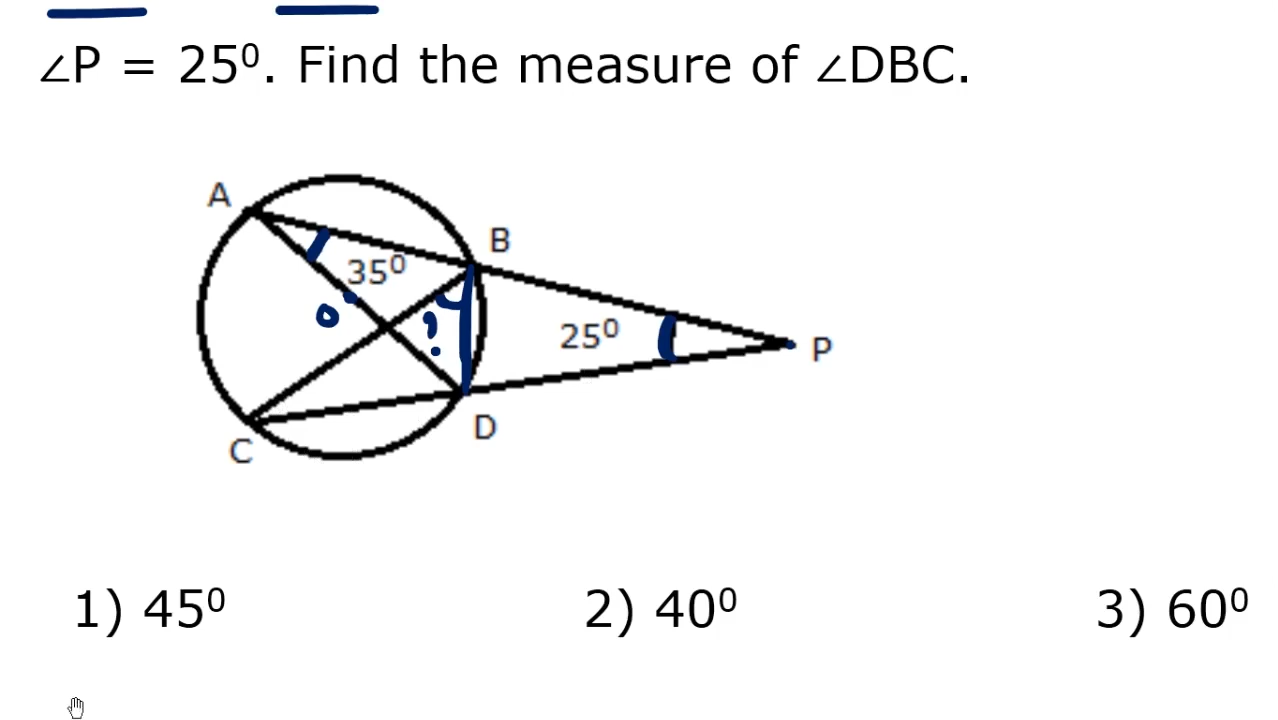 ∠P = 25⁰. Find the measure of ∠DBC.
A
B
35⁰
o
?
25⁰
P
D
C
1) 45⁰
2) 40⁰
3) 60⁰